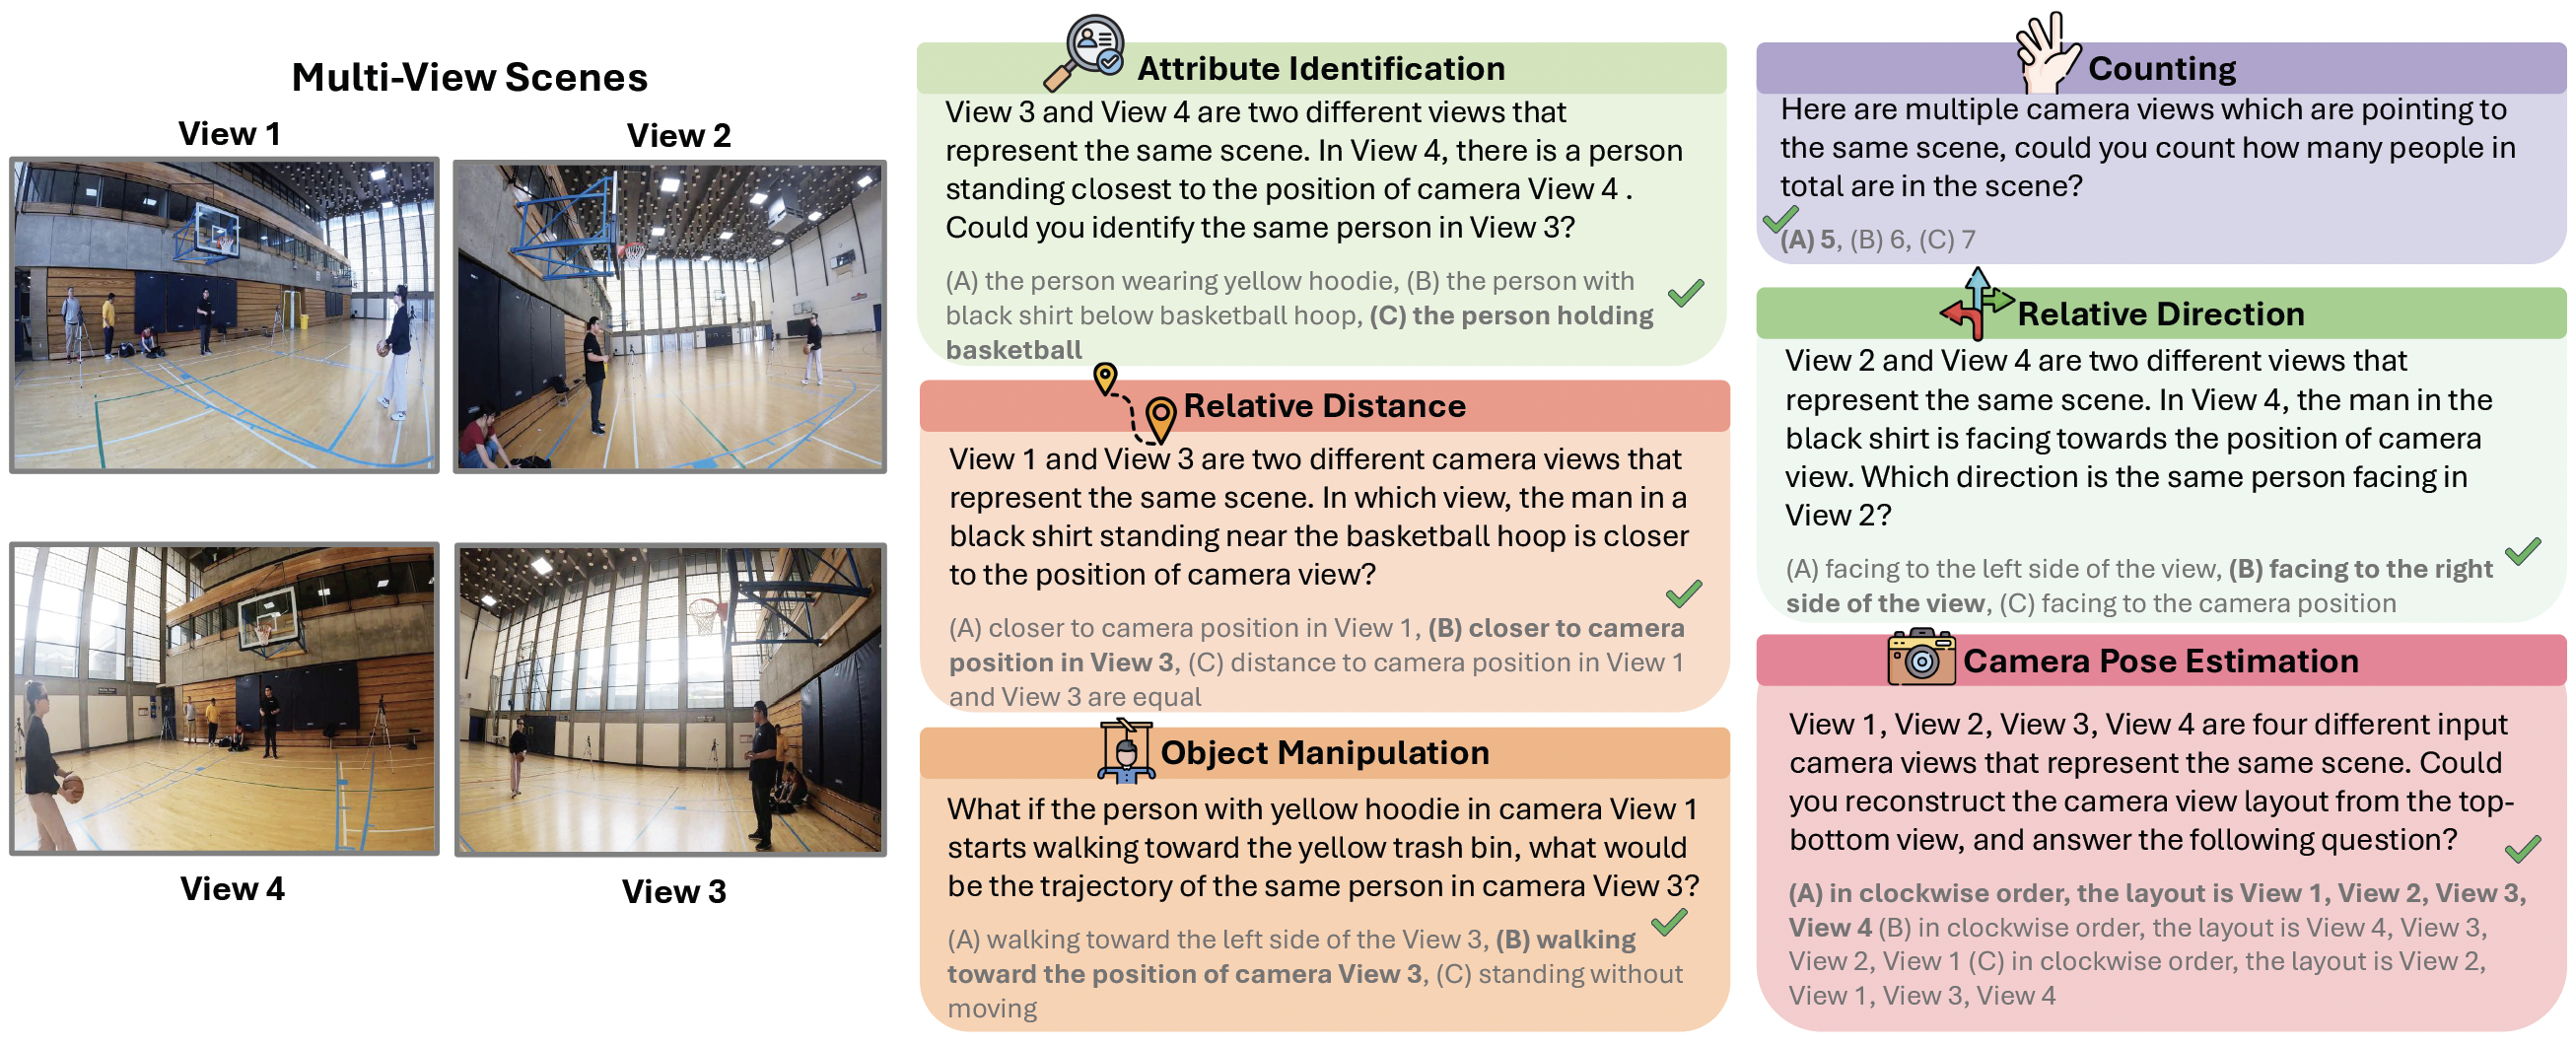 Multi-View Scenes
View 1
View 2
View 4
View 3
Attribute Identification
View 3 and View 4 are two different views that
represent the same scene. In View 4, there is a person
standing closest to the position of camera View 4 .
Could you identify the same person in View 3?
(A) the person wearing yellow hoodie, (B) the person with
black shirt below basketball hoop, (C) the person holding
basketball
Relative Distance
View 1 and View 3 are two different camera views that
represent the same scene. In which view, the man in a
black shirt standing near the basketball hoop is closer
to the position of camera view?
(A) closer to camera position in View 1, (B) closer to camera
position in View 3, (C) distance to camera position in View 1
and View 3 are equal
Object Manipulation
What if the person with yellow hoodie in camera View 1
starts walking toward the yellow trash bin, what would
be the trajectory of the same person in camera View 3?
(A) walking toward the left side of the View 3, (B) walking
toward the position of camera View 3, (C) standing without
moving
Counting
Here are multiple camera views which are pointing to
the same scene, could you count how many people in
total are in the scene?
(A) 5, (B) 6, (C) 7
Relative Direction
View 2 and View 4 are two different views that
represent the same scene. In View 4, the man in the
black shirt is facing towards the position of camera
view. Which direction is the same person facing in
View 2?
(A) facing to the left side of the view, (B) facing to the right
side of the view, (C) facing to the camera position
Camera Pose Estimation
View 1, View 2, View 3, View 4 are four different input
camera views that represent the same scene. Could
you reconstruct the camera view layout from the top-
bottom view, and answer the following question?
(A) in clockwise order, the layout is View 1, View 2, View 3,
View 4 (B) in clockwise order, the layout is View 4, View 3,
View 2, View 1 (C) in clockwise order, the layout is View 2,
View 1, View 3, View 4